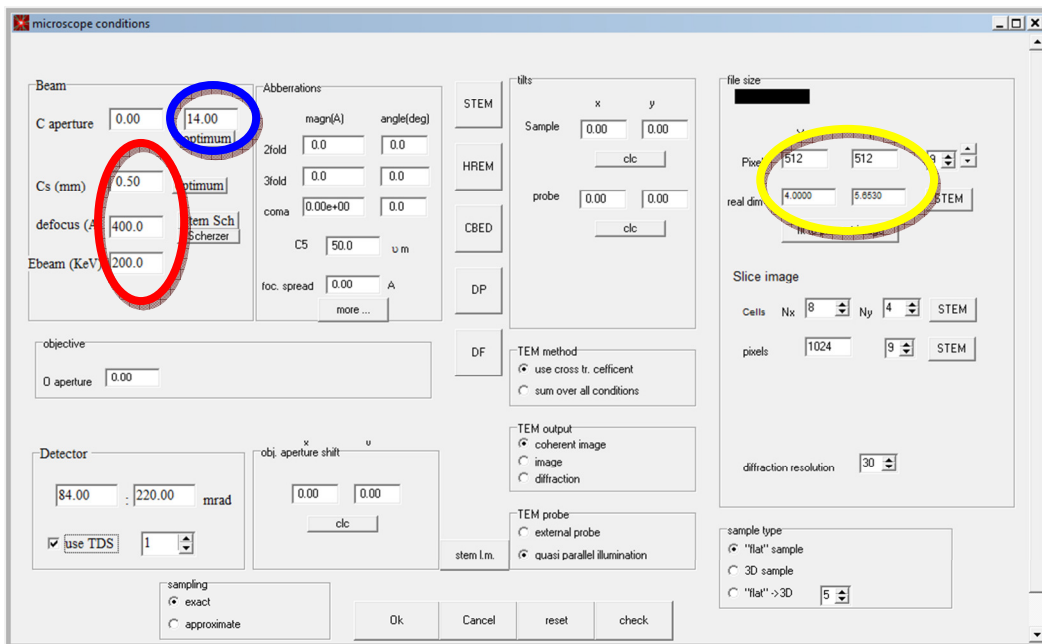 microscope conditions
Beam
C aperture 0.00 14.00
optimum
Cs (mm) 0.50 optimum
defocus (A 400.0 Scherzer
Ebeam (KeV) 200.0
Abberrations
magn(A) angle(deg)
2fold 0.0 0.0
3fold 0.0 0.0
coma 0.00e+00 0.0
C5 50.0 υ m
foc. spread 0.00 A
more ...
STEM
HREM
CBED
DP
DF
tilts
x y
Sample 0.00 0.00
clc
probe 0.00 0.00
clc
file size
Pixel 512 512 9
real dim 4.0000 5.6530 STEM
Slice image
Cells Nx 8 Ny 4 STEM
pixels 1024 9 STEM
diffraction resolution 30
objective
O aperture 0.00
TEM method
use cross tr. cefficent
sum over all conditions
TEM output
coherent image
image
diffraction
TEM probe
external probe
quasi parallel illumination
Detector
84.00 : 220.00 mrad
use TDS 1
x υ
obj. aperture shift
0.00 0.00
clc
stem I.m.
sample type
"flat" sample
3D sample
"flat" ->3D 5
sampling
exact
approximate
Ok Cancel reset check